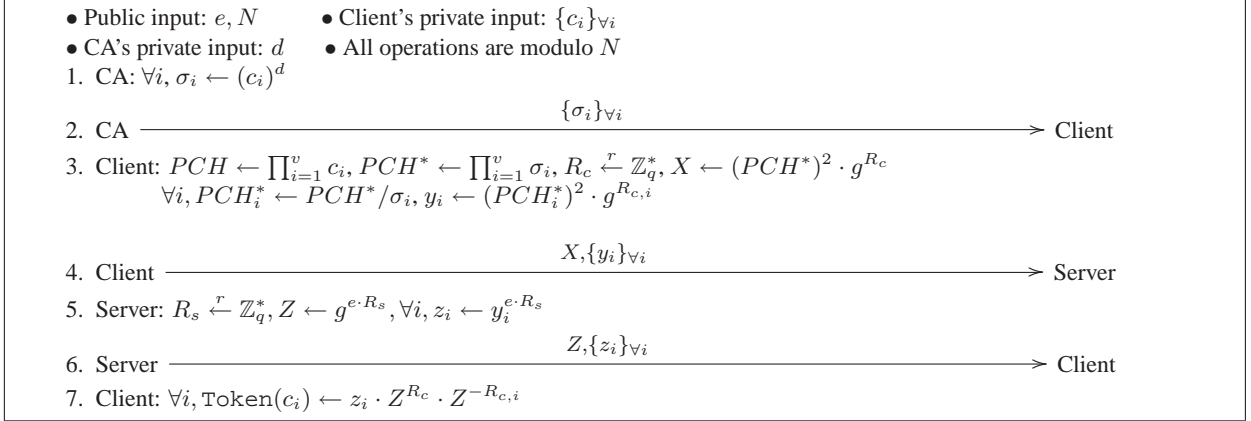 • Public input: e, N • Client's private input: {c_i}_{∀i}
• CA's private input: d • All operations are modulo N
1. CA: ∀i, σ_i ← (c_i)^d
{σ_i}_{∀i}
2. CA Client
3. Client: PCH ← ∏_{i=1}^{v} c_i, PCH* ← ∏_{i=1}^{v} σ_i, R_c ←^r ℤ_q^*, X ← (PCH*)^2 · g^{R_c}
∀i, PCH_i^* ← PCH*/σ_i, y_i ← (PCH_i^*)^2 · g^{R_{c,i}}
X,{y_i}_{∀i}
4. Client Server
5. Server: R_s ←^r ℤ_q^*, Z ← g^{e·R_s}, ∀i, z_i ← y_i^{e·R_s}
Z,{z_i}_{∀i}
6. Server Client
7. Client: ∀i, Token(c_i) ← z_i · Z^{R_c} · Z^{-R_{c,i}}